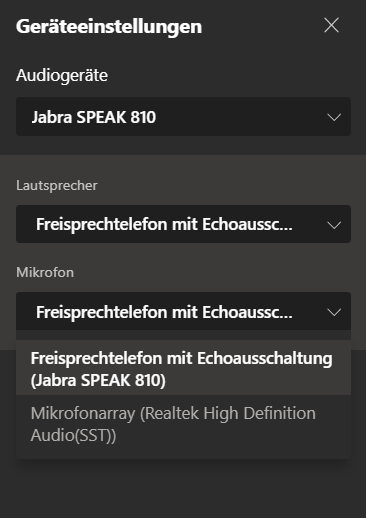 Geräteeinstellungen
Audiogeräte
Jabra SPEAK 810
Lautsprecher
Freisprechtelefon mit Echoaussc...
Mikrofon
Freisprechtelefon mit Echoaussc...
Freisprechtelefon mit Echoausschaltung
(Jabra SPEAK 810)
Mikrofonarray (Realtek High Definition
Audio(SST))